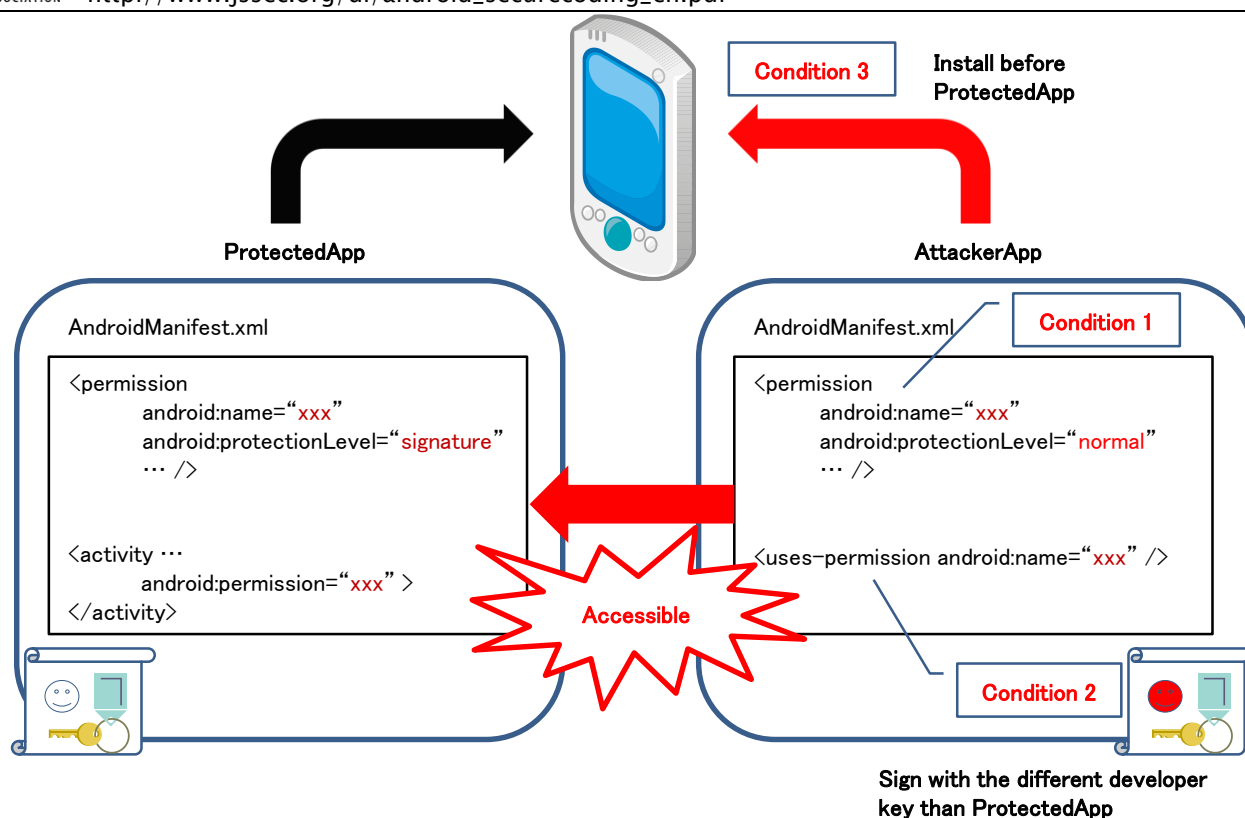 Condition 3
Install before
ProtectedApp
ProtectedApp
AttackerApp
AndroidManifest.xml
<permission
android:name=“xxx”
android:protectionLevel=“signature”
… />
<activity …
android:permission=“xxx” >
</activity>
AndroidManifest.xml
Condition 1
<permission
android:name=“xxx”
android:protectionLevel=“normal”
… />
<uses-permission android:name=“xxx” />
Accessible
Condition 2
Sign with the different developer
key than ProtectedApp